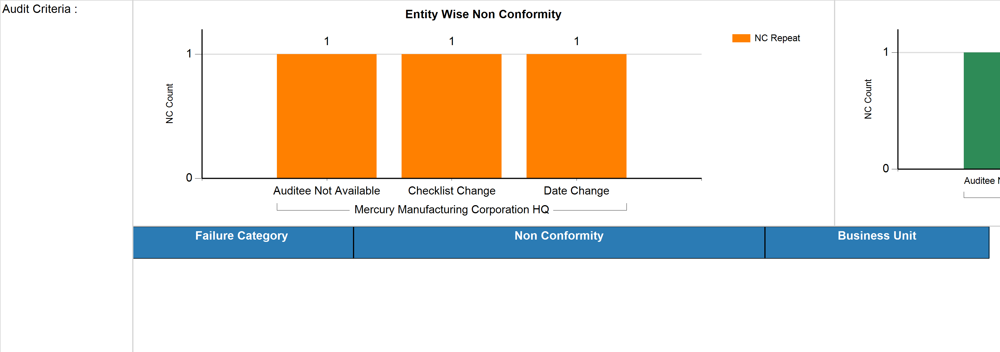 Audit Criteria :
Entity Wise Non Conformity
1 1 1
NC Repeat
1
NC Count
0
Auditee Not Available Checklist Change Date Change
Mercury Manufacturing Corporation HQ
1
NC Count
0
Auditee
Failure Category Non Conformity Business Unit